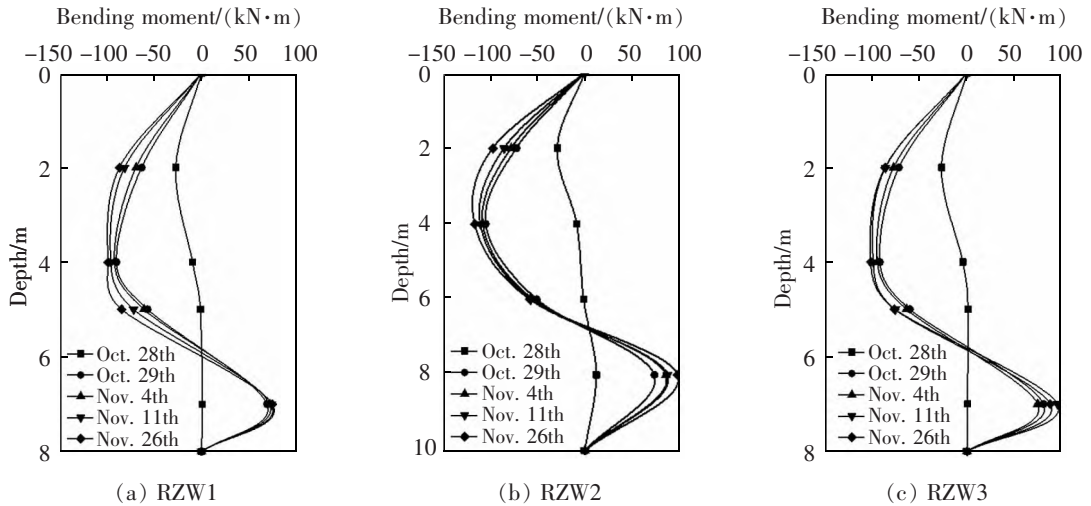 Bending moment/(kN·m)
-150 -100 -50 0 50 100
0
2
4
6
8
Depth/m
Oct. 28th
Oct. 29th
Nov. 4th
Nov. 11th
Nov. 26th
(a) RZW1
Bending moment/(kN·m)
-150 -100 -50 0 50 100
0
2
4
6
8
10
Depth/m
Oct. 28th
Oct. 29th
Nov. 4th
Nov. 11th
Nov. 26th
(b) RZW2
Bending moment/(kN·m)
-150 -100 -50 0 50 100
0
2
4
6
8
Depth/m
Oct. 28th
Oct. 29th
Nov. 4th
Nov. 11th
Nov. 26th
(c) RZW3